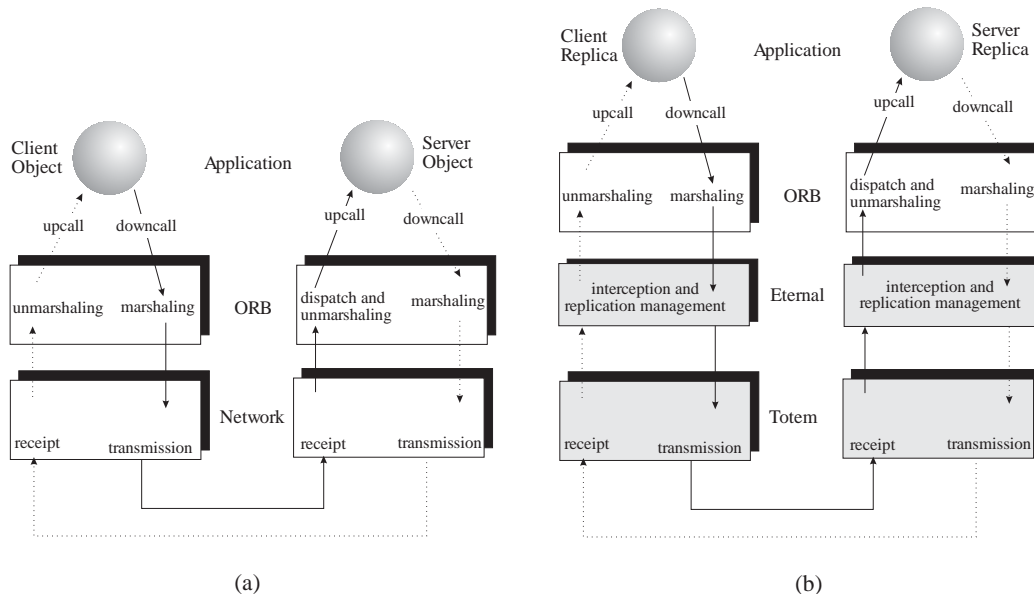 Client
Object
Application
Server
Object
upcall
downcall
upcall
downcall
unmarshaling
marshaling
ORB
dispatch and
unmarshaling
marshaling
Network
receipt
transmission
receipt
transmission
(a)
Client
Replica
Application
Server
Replica
upcall
downcall
upcall
downcall
unmarshaling
marshaling
ORB
dispatch and
unmarshaling
marshaling
interception and
replication management
Eternal
interception and
replication management
Totem
receipt
transmission
receipt
transmission
(b)